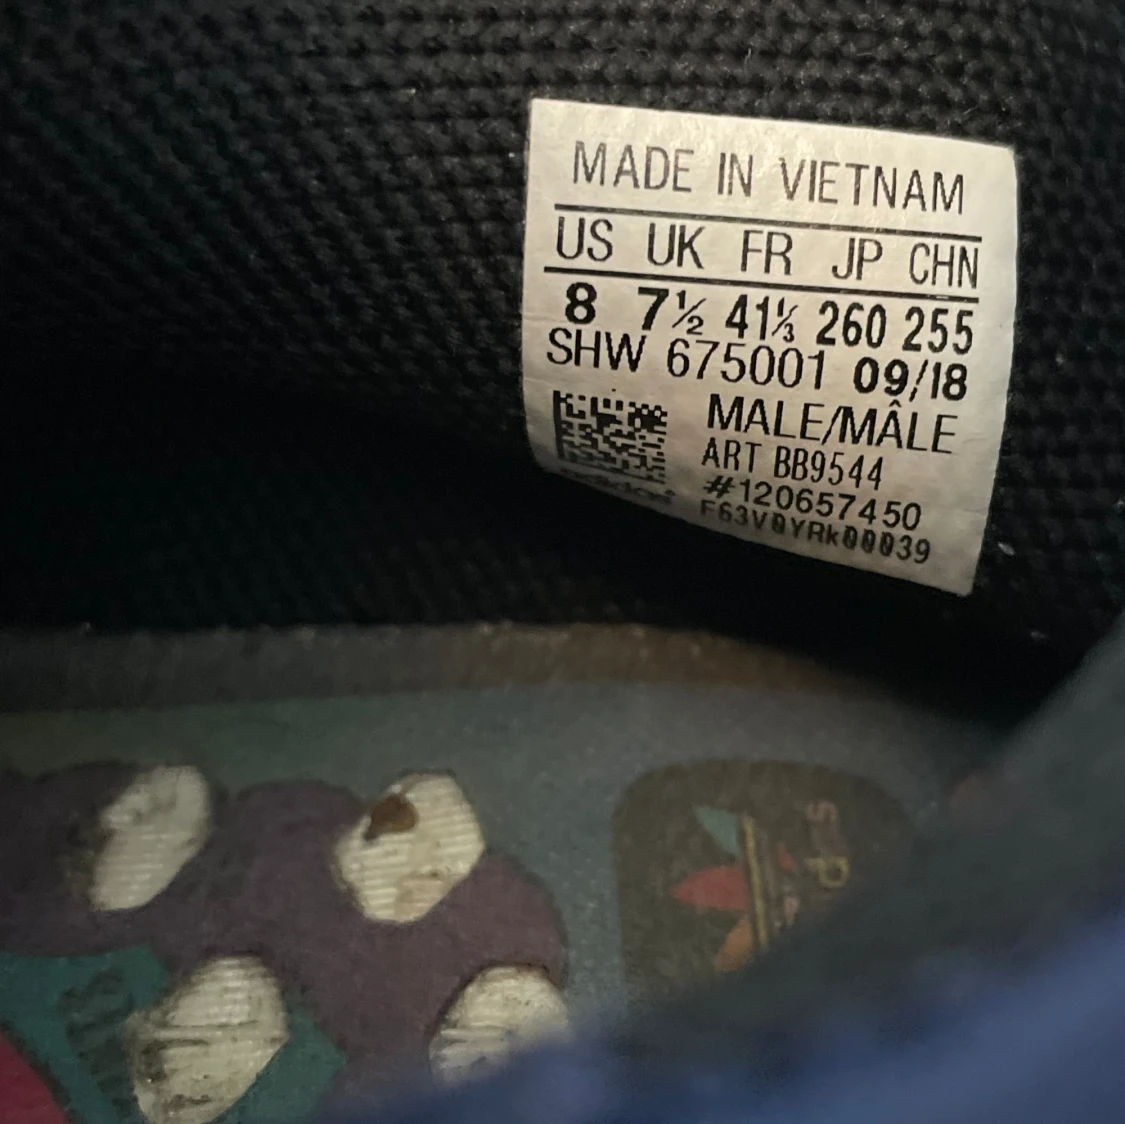 MADE IN VIETNAM
US UK FR JP CHN
8 7½ 41⅓ 260 255
SHW 675001 09/18
MALE/MÂLE
ART BB9544
#120657450
F63V0YRk00039